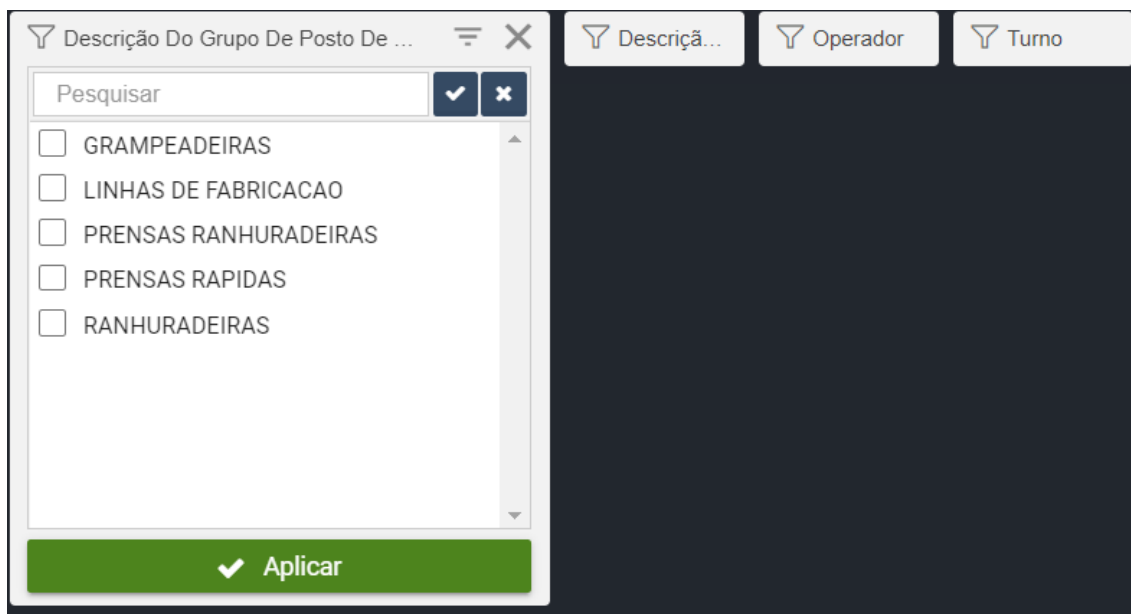 Descrição Do Grupo De Posto De ...
Descriçã...
Operador
Turno
Pesquisar
GRAMPEADEIRAS
LINHAS DE FABRICACAO
PRENSAS RANHURADEIRAS
PRENSAS RAPIDAS
RANHURADEIRAS
Aplicar